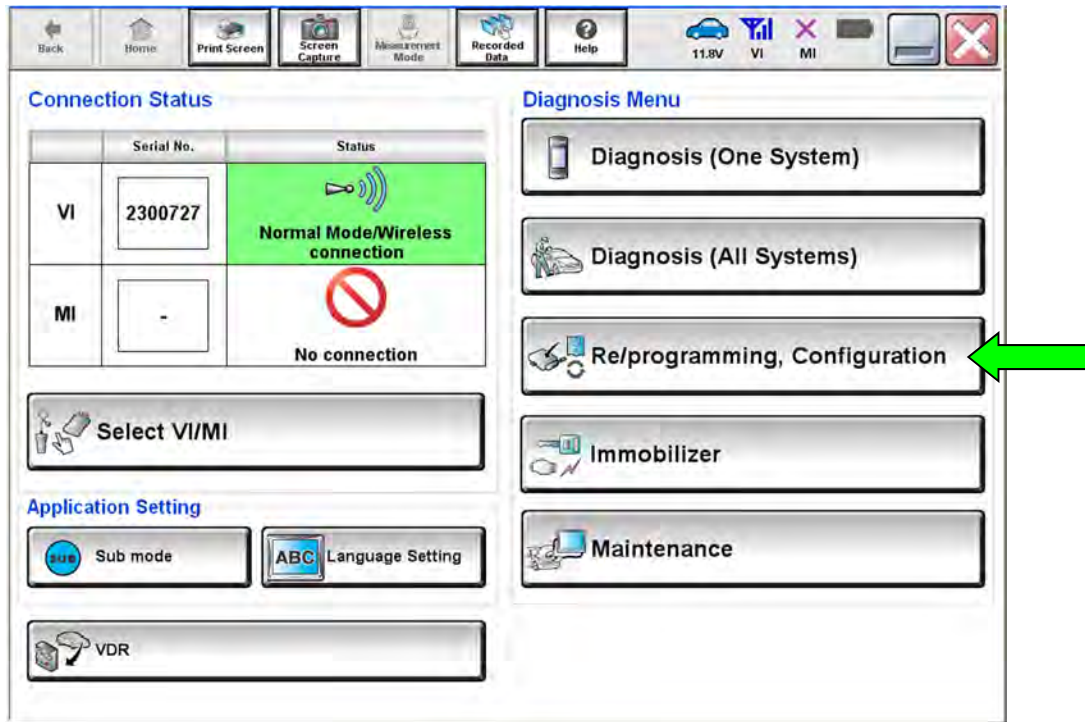 Back
Home
Print Screen
Screen
Capture
Measurement
Mode
Recorded
Data
?
Help
11.8V
VI
MI
Connection Status
Serial No.
Status
VI
2300727
Normal Mode/Wireless
connection
MI
-
No connection
Select VI/MI
Application Setting
SUB
Sub mode
ABC
Language Setting
VDR
Diagnosis Menu
Diagnosis (One System)
Diagnosis (All Systems)
Re/programming, Configuration
Immobilizer
Maintenance